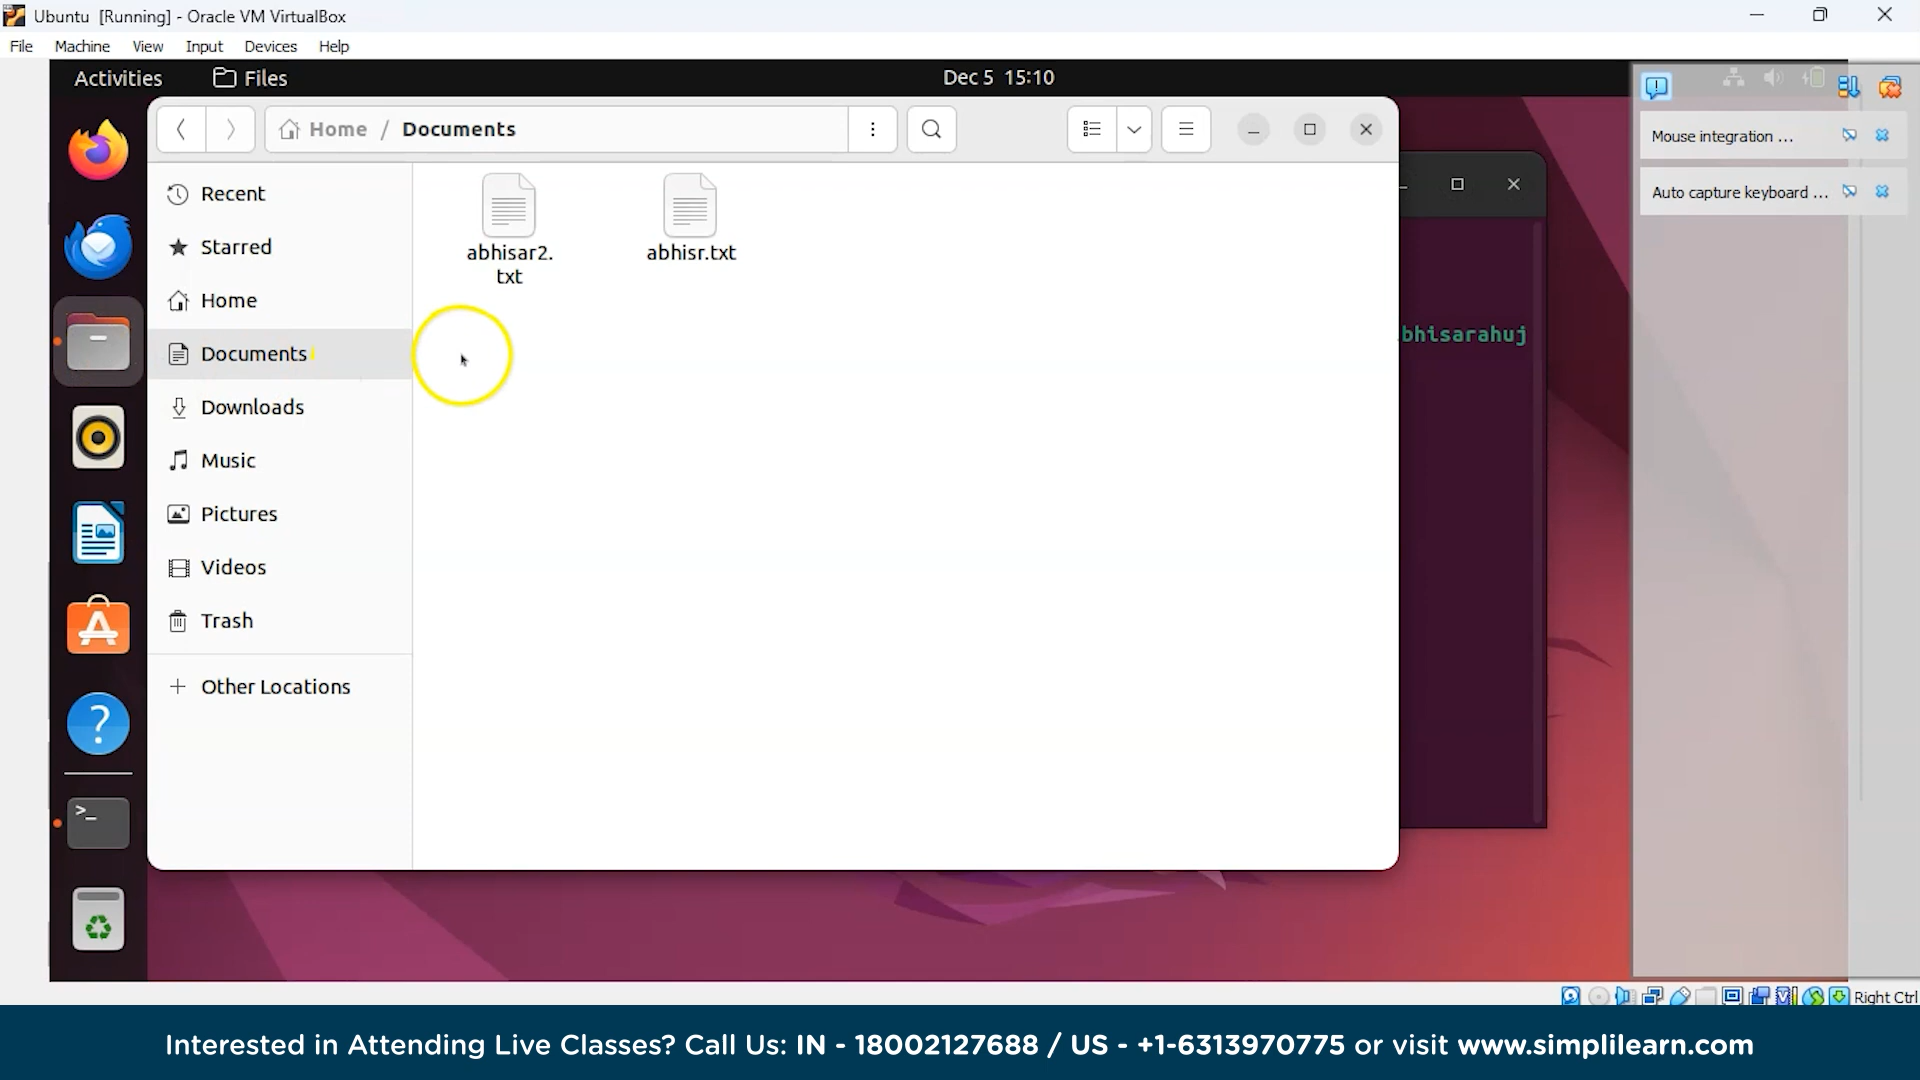 Ubuntu [Running] - Oracle VM VirtualBox
File Machine View Input Devices Help
Activities Files Dec 5 15:10
Home / Documents
Recent
Starred
Home
Documents
Downloads
Music
Pictures
Videos
Trash
+ Other Locations
abhisar2.
txt
abhisr.txt
bhisarahuj
Mouse integration ...
Auto capture keyboard ...
Right Ctrl
Interested in Attending Live Classes? Call Us: IN - 18002127688 / US - +1-6313970775 or visit www.simplilearn.com